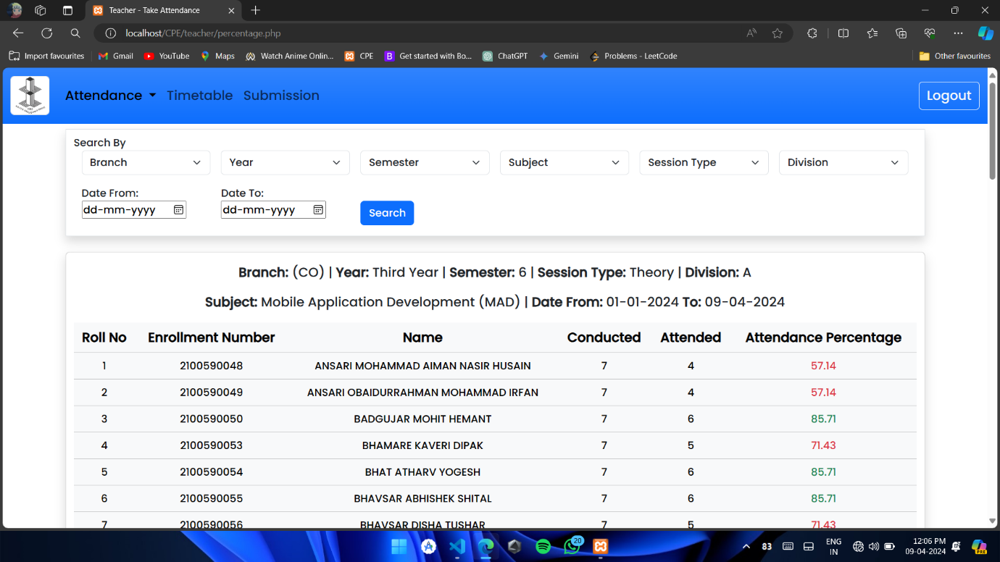 Teacher - Take Attendance
localhost/CPE/teacher/percentage.php
Import favourites Gmail YouTube Maps Watch Anime Onlin... CPE Get started with Bo... ChatGPT Gemini Problems - LeetCode Other favourites
Attendance Timetable Submission Logout
Search By
Branch Year Semester Subject Session Type Division
Date From: Date To:
dd-mm-yyyy dd-mm-yyyy Search
Branch: (CO) | Year: Third Year | Semester: 6 | Session Type: Theory | Division: A
Subject: Mobile Application Development (MAD) | Date From: 01-01-2024 To: 09-04-2024
Roll No Enrollment Number Name Conducted Attended Attendance Percentage
1 2100590048 ANSARI MOHAMMAD AIMAN NASIR HUSAIN 7 4 57.14
2 2100590049 ANSARI OBAIDURRAHMAN MOHAMMAD IRFAN 7 4 57.14
3 2100590050 BADGUJAR MOHIT HEMANT 7 6 85.71
4 2100590053 BHAMARE KAVERI DIPAK 7 5 71.43
5 2100590054 BHAT ATHARV YOGESH 7 6 85.71
6 2100590055 BHAVSAR ABHISHEK SHITAL 7 6 85.71
7 2100590056 BHAVSAR DISHA TUSHAR 7 5 71.43
20
83 ENG IN 12:06 PM
09-04-2024
PRE